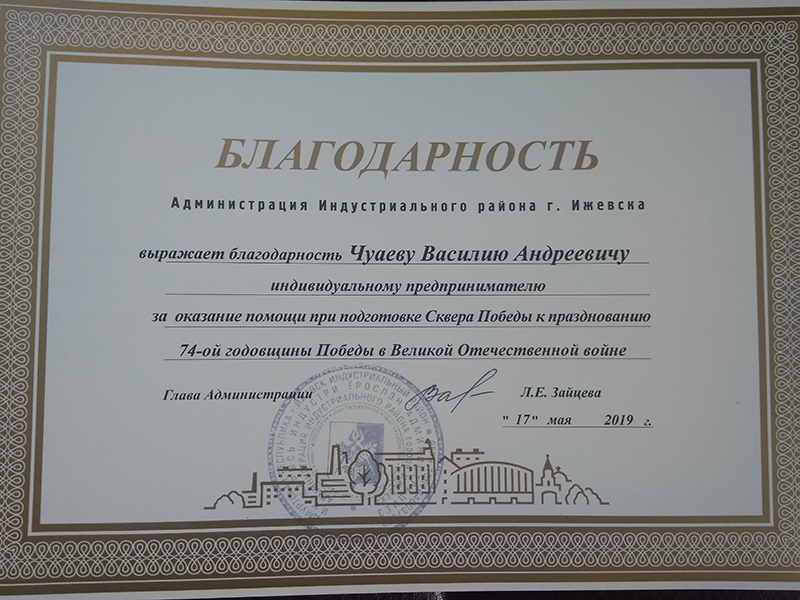 БЛАГОДАРНОСТЬ
Администрация Индустриального района г. Ижевска
выражает благодарность Чуаеву Василию Андреевичу
индивидуальному предпринимателю
за оказание помощи при подготовке Сквера Победы к празднованию
74-ой годовщины Победы в Великой Отечественной войне
Глава Администрации Л.Е. Зайцева
"17" мая 2019 г.